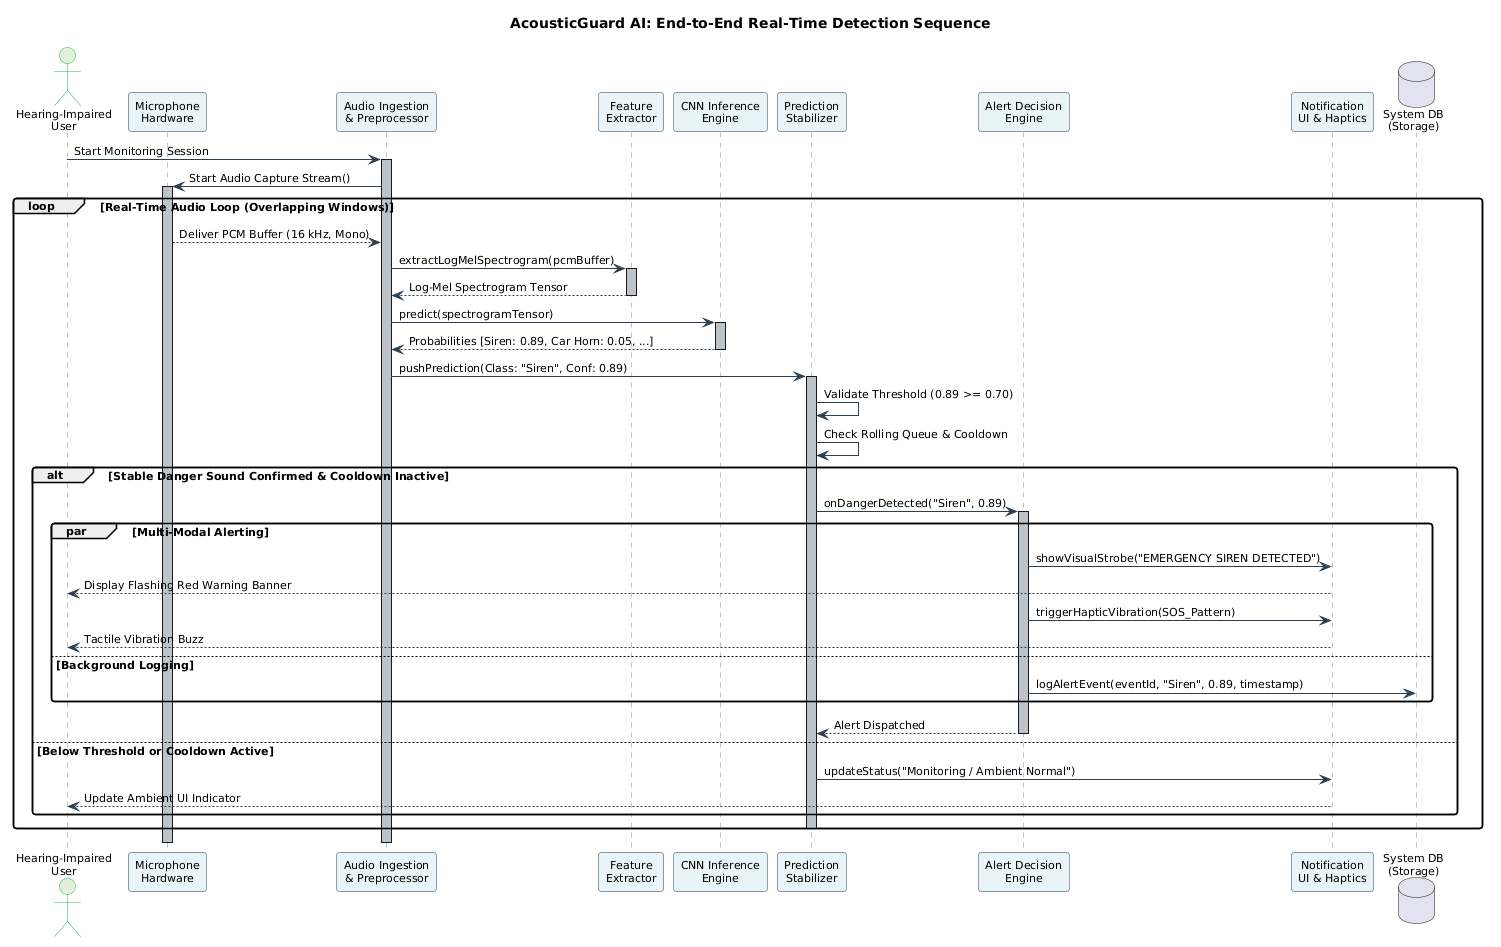 AcousticGuard AI: End-to-End Real-Time Detection Sequence
Hearing-Impaired
User
Microphone
Hardware
Audio Ingestion
& Preprocessor
Feature
Extractor
CNN Inference
Engine
Prediction
Stabilizer
Alert Decision
Engine
Notification
UI & Haptics
System DB
(Storage)
Start Monitoring Session
Start Audio Capture Stream()
loop
[Real-Time Audio Loop (Overlapping Windows)]
Deliver PCM Buffer (16 kHz, Mono)
extractLogMelSpectrogram(pcmBuffer)
Log-Mel Spectrogram Tensor
predict(spectrogramTensor)
Probabilities [Siren: 0.89, Car Horn: 0.05, ...]
pushPrediction(Class: "Siren", Conf: 0.89)
Validate Threshold (0.89 >= 0.70)
Check Rolling Queue & Cooldown
alt
[Stable Danger Sound Confirmed & Cooldown Inactive]
onDangerDetected("Siren", 0.89)
par
[Multi-Modal Alerting]
showVisualStrobe("EMERGENCY SIREN DETECTED")
Display Flashing Red Warning Banner
triggerHapticVibration(SOS_Pattern)
Tactile Vibration Buzz
[Background Logging]
logAlertEvent(eventId, "Siren", 0.89, timestamp)
Alert Dispatched
[Below Threshold or Cooldown Active]
updateStatus("Monitoring / Ambient Normal")
Update Ambient UI Indicator
Hearing-Impaired
User
Microphone
Hardware
Audio Ingestion
& Preprocessor
Feature
Extractor
CNN Inference
Engine
Prediction
Stabilizer
Alert Decision
Engine
Notification
UI & Haptics
System DB
(Storage)